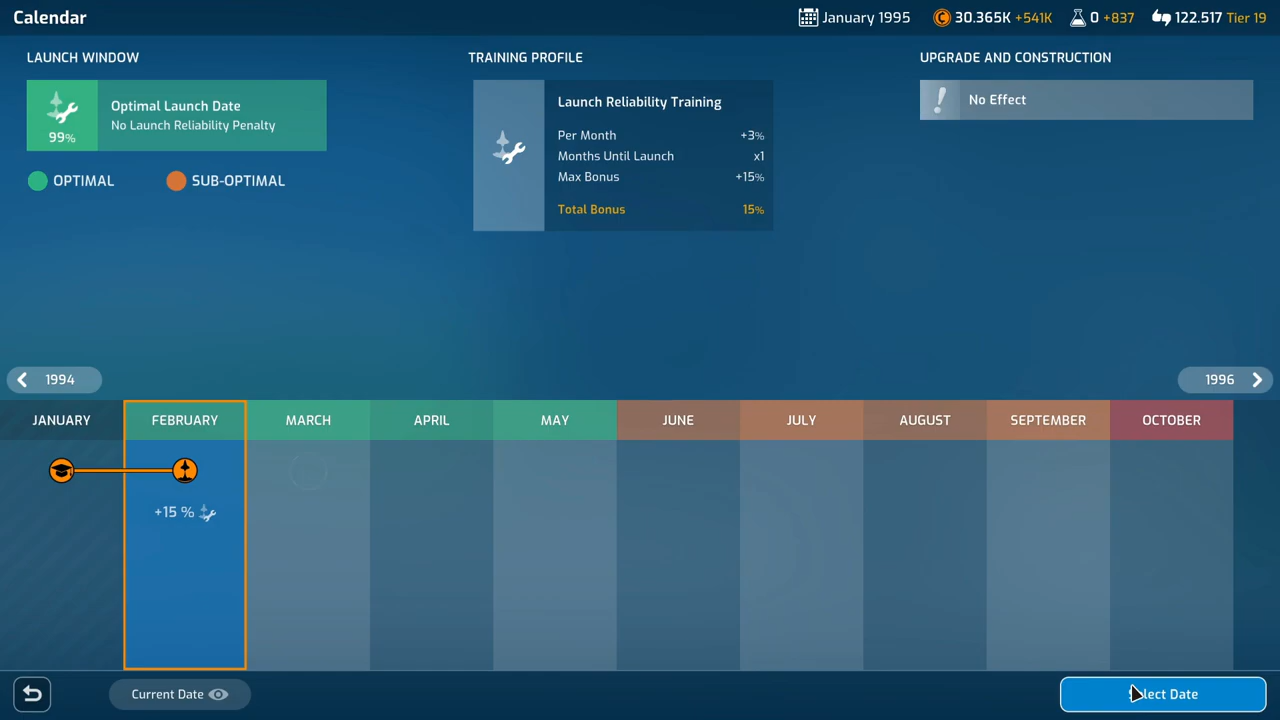 Calendar
January 1995
30.365K +541K
0 +837
122.517 Tier 19
LAUNCH WINDOW
99%
Optimal Launch Date
No Launch Reliability Penalty
OPTIMAL
SUB-OPTIMAL
TRAINING PROFILE
Launch Reliability Training
Per Month +3%
Months Until Launch x1
Max Bonus +15%
Total Bonus 15%
UPGRADE AND CONSTRUCTION
No Effect
1994
1996
JANUARY
FEBRUARY
MARCH
APRIL
MAY
JUNE
JULY
AUGUST
SEPTEMBER
OCTOBER
+15 %
Current Date
Date